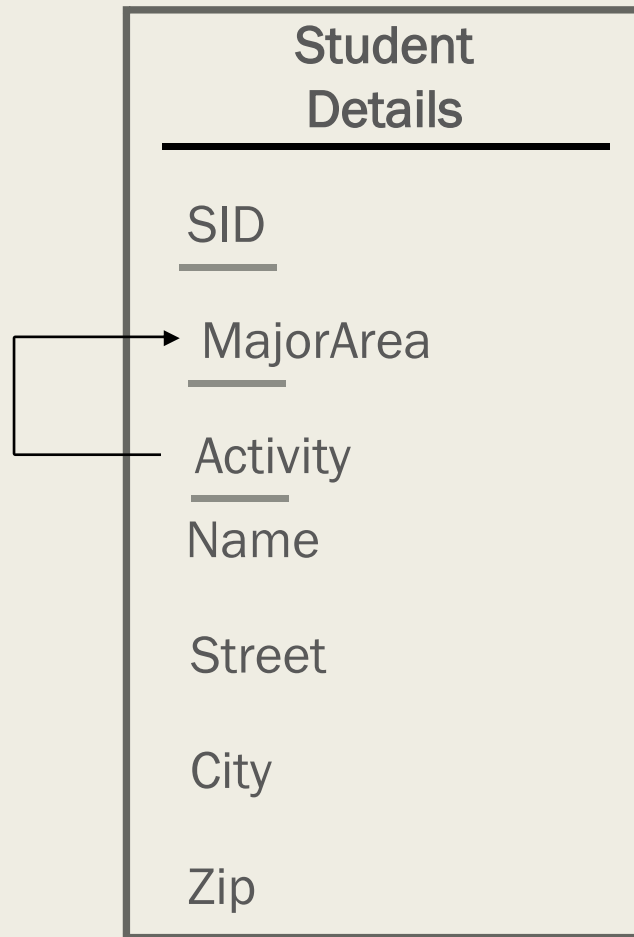 Student
Details
SID
MajorArea
Activity
Name
Street
City
Zip